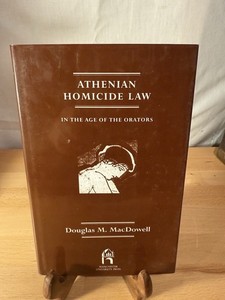 ATHENIAN
HOMICIDE LAW
IN THE AGE OF THE ORATORS
Douglas M. MacDowell